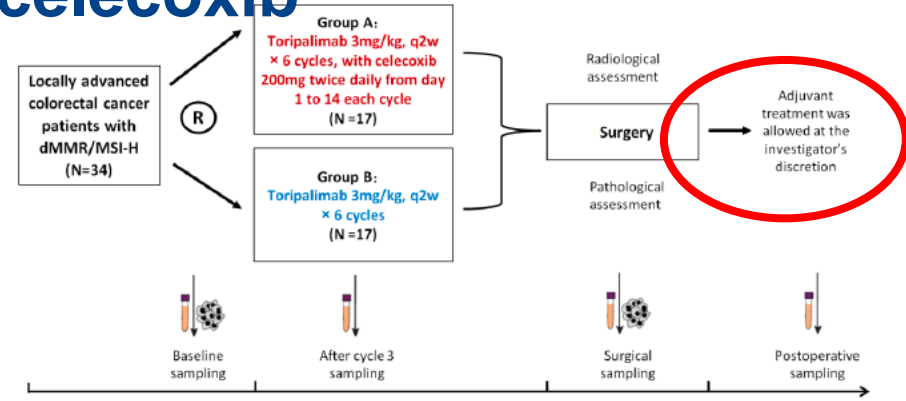 celecoxib
Locally advanced
colorectal cancer
patients with
dMMR/MSI-H
(N=34)
R
Group A:
Toripalimab 3mg/kg, q2w
× 6 cycles, with celecoxib
200mg twice daily from day
1 to 14 each cycle
(N =17)
Group B:
Toripalimab 3mg/kg, q2w
× 6 cycles
(N =17)
Radiological
assessment
Surgery
Pathological
assessment
Adjuvant
treatment was
allowed at the
investigator's
discretion
Baseline
sampling
After cycle 3
sampling
Surgical
sampling
Postoperative
sampling